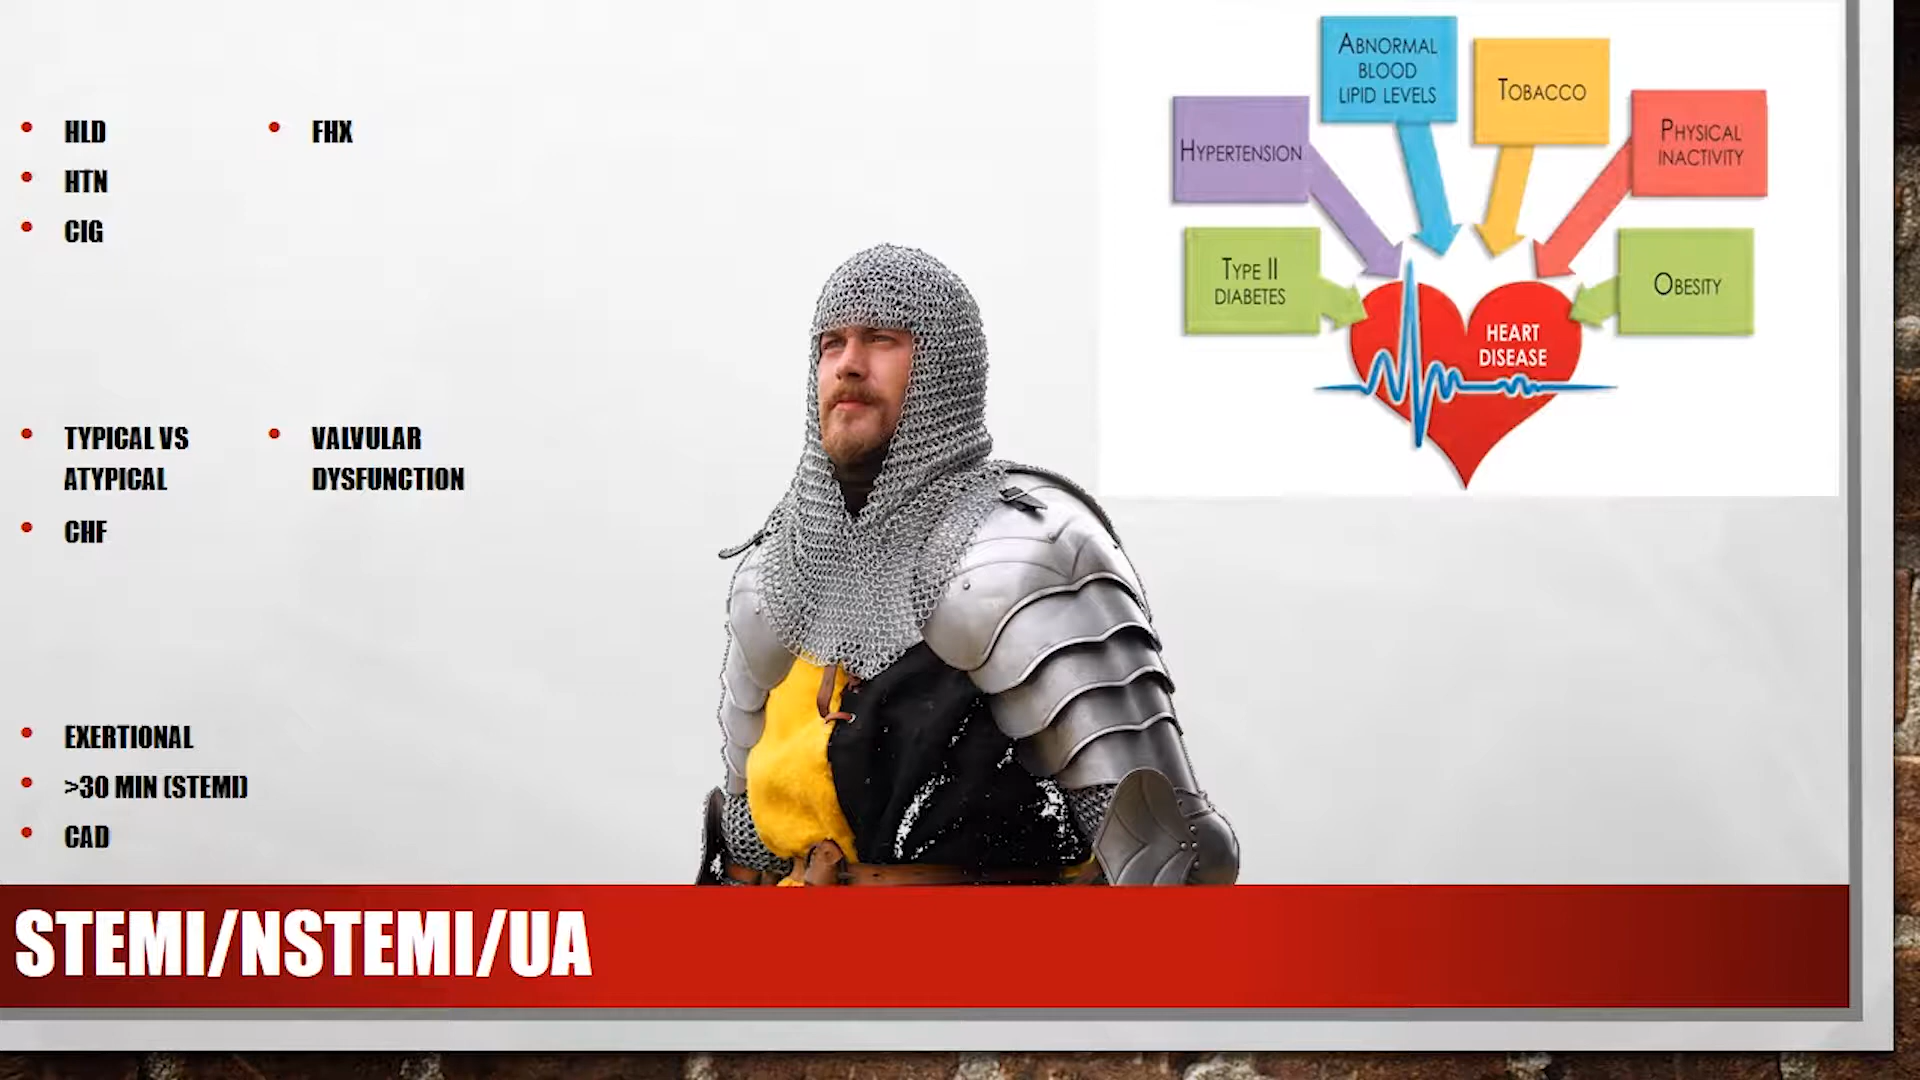 HLD
HTN
CIG
FHX
TYPICAL VS
ATYPICAL
CHF
VALVULAR
DYSFUNCTION
EXERTIONAL
>30 MIN (STEMI)
CAD
ABNORMAL
BLOOD
LIPID LEVELS
TOBACCO
HYPERTENSION
PHYSICAL
INACTIVITY
TYPE II
DIABETES
OBESITY
HEART
DISEASE
STEMI/NSTEMI/UA